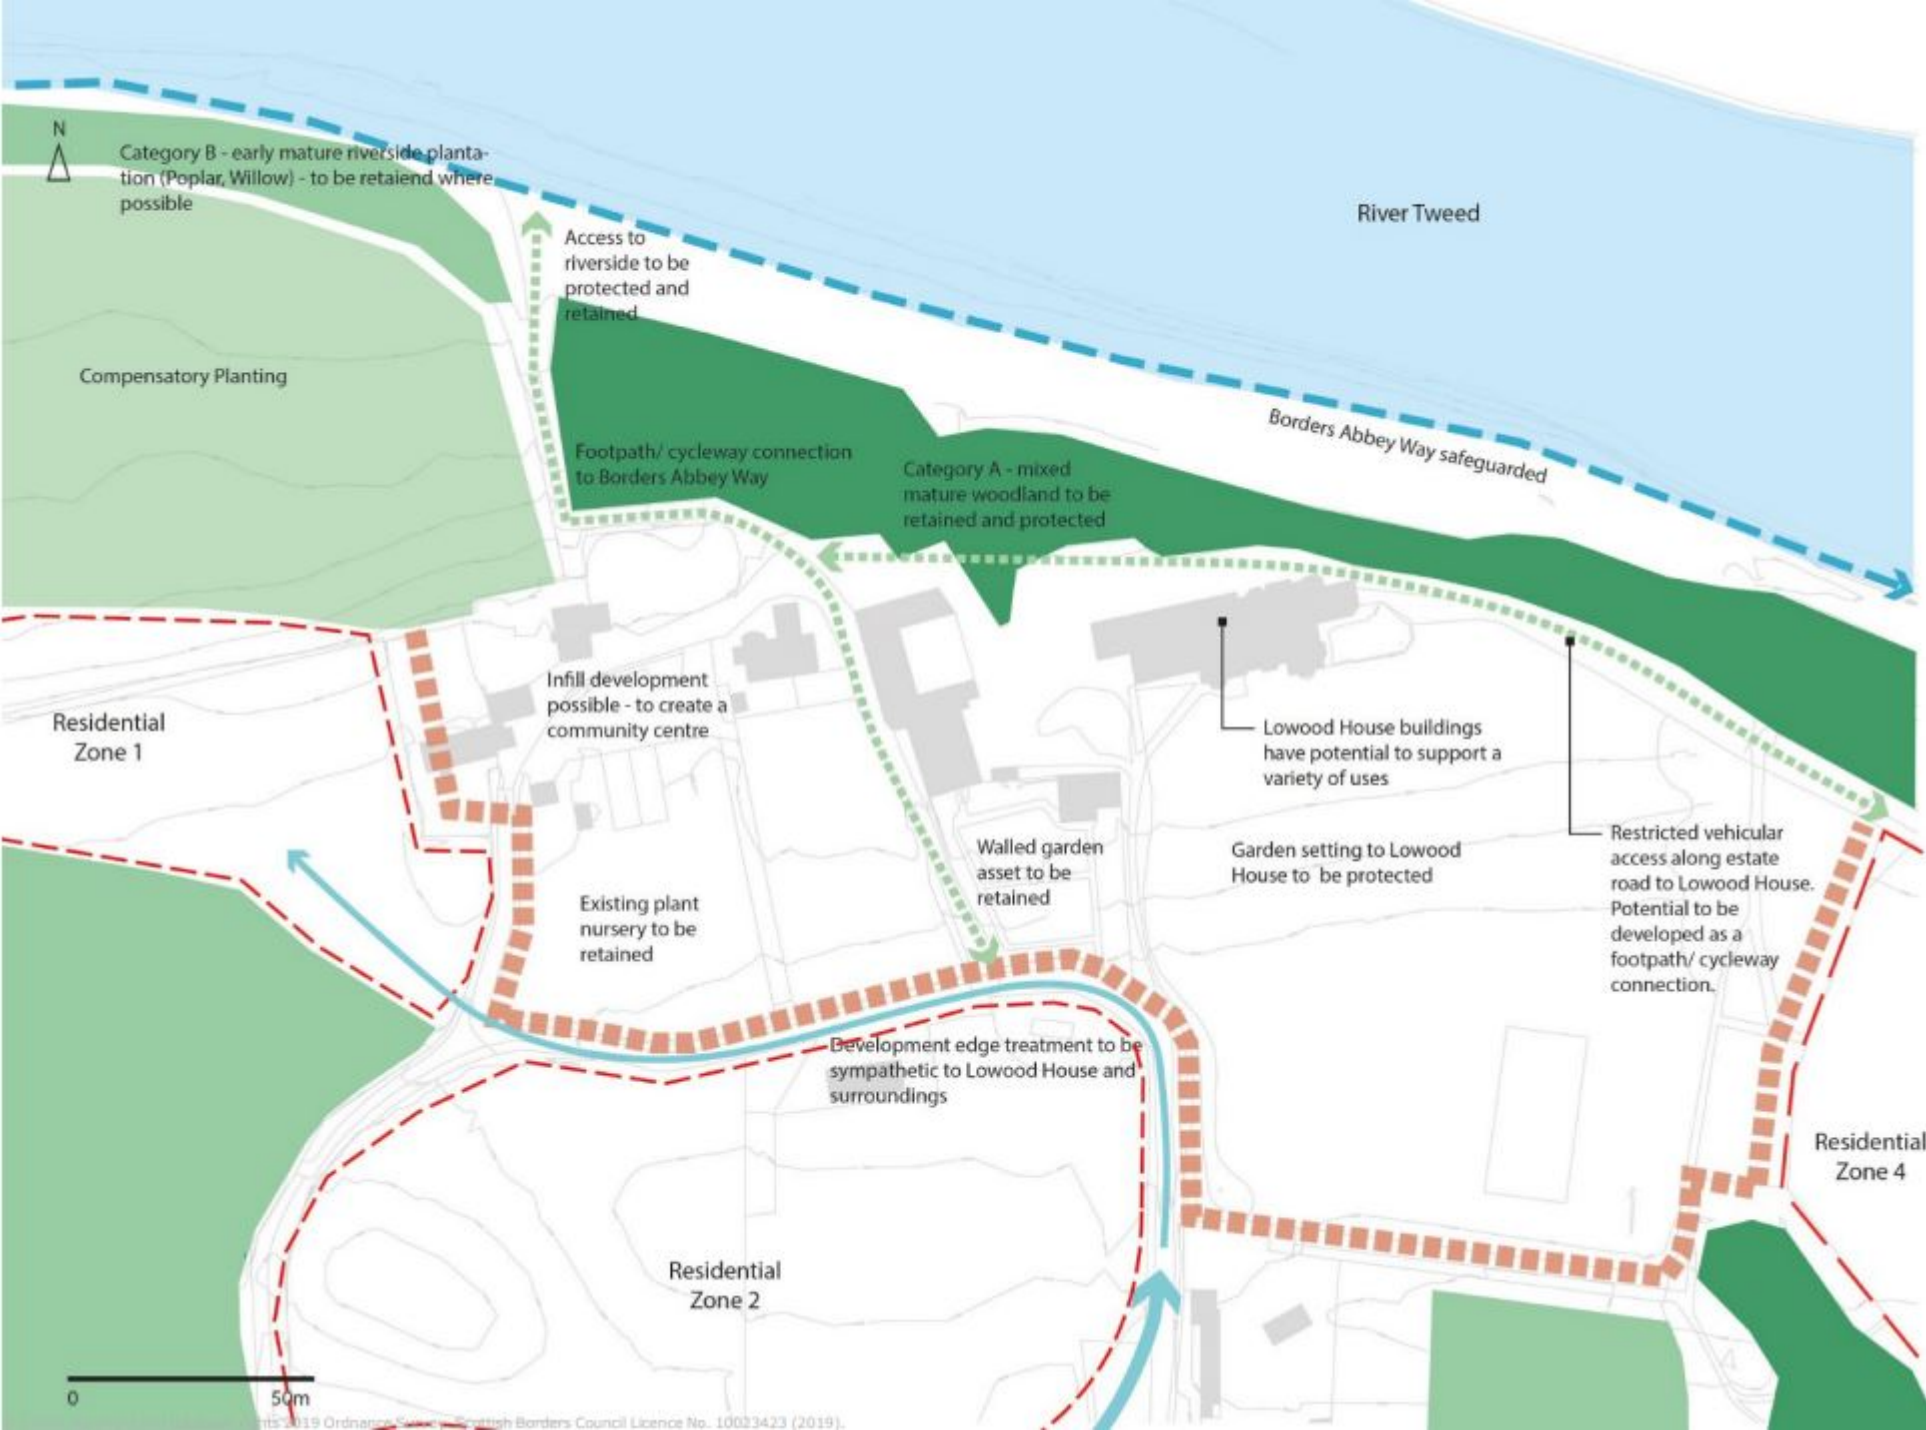 N
Category B - early mature riverside planta-
tion (Poplar, Willow) - to be retaiend where
possible
Access to
riverside to be
protected and
retained
River Tweed
Compensatory Planting
Borders Abbey Way safeguarded
Footpath/ cycleway connection
to Borders Abbey Way
Category A - mixed
mature woodland to be
retained and protected
Residential
Zone 1
Infill development
possible - to create a
community centre
Lowood House buildings
have potential to support a
variety of uses
Existing plant
nursery to be
retained
Walled garden
asset to be
retained
Garden setting to Lowood
House to be protected
Restricted vehicular
access along estate
road to Lowood House.
Potential to be
developed as a
footpath/ cycleway
connection.
Development edge treatment to be
sympathetic to Lowood House and
surroundings
Residential
Zone 4
Residential
Zone 2
0 50m
2019 Ordnance Survey. Scottish Borders Council Licence No. 10023423 (2019).